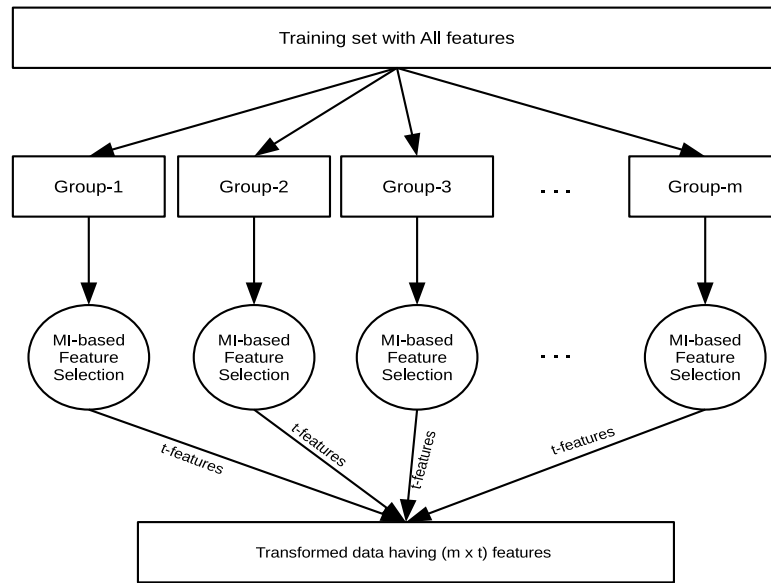 Training set with All features
Group-1
Group-2
Group-3
. . .
Group-m
MI-based
Feature
Selection
MI-based
Feature
Selection
MI-based
Feature
Selection
. . .
MI-based
Feature
Selection
t-features
t-features
t-features
t-features
Transformed data having (m x t) features